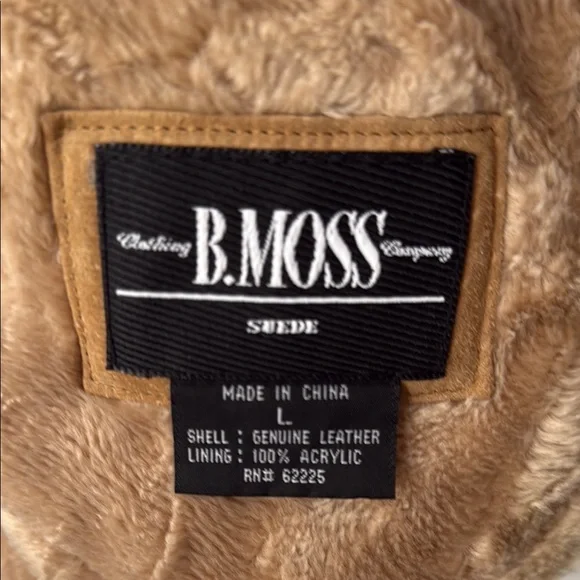 Clothing B.MOSS Company
SUEDE
MADE IN CHINA
L
SHELL : GENUINE LEATHER
LINING : 100% ACRYLIC
RN# 62225